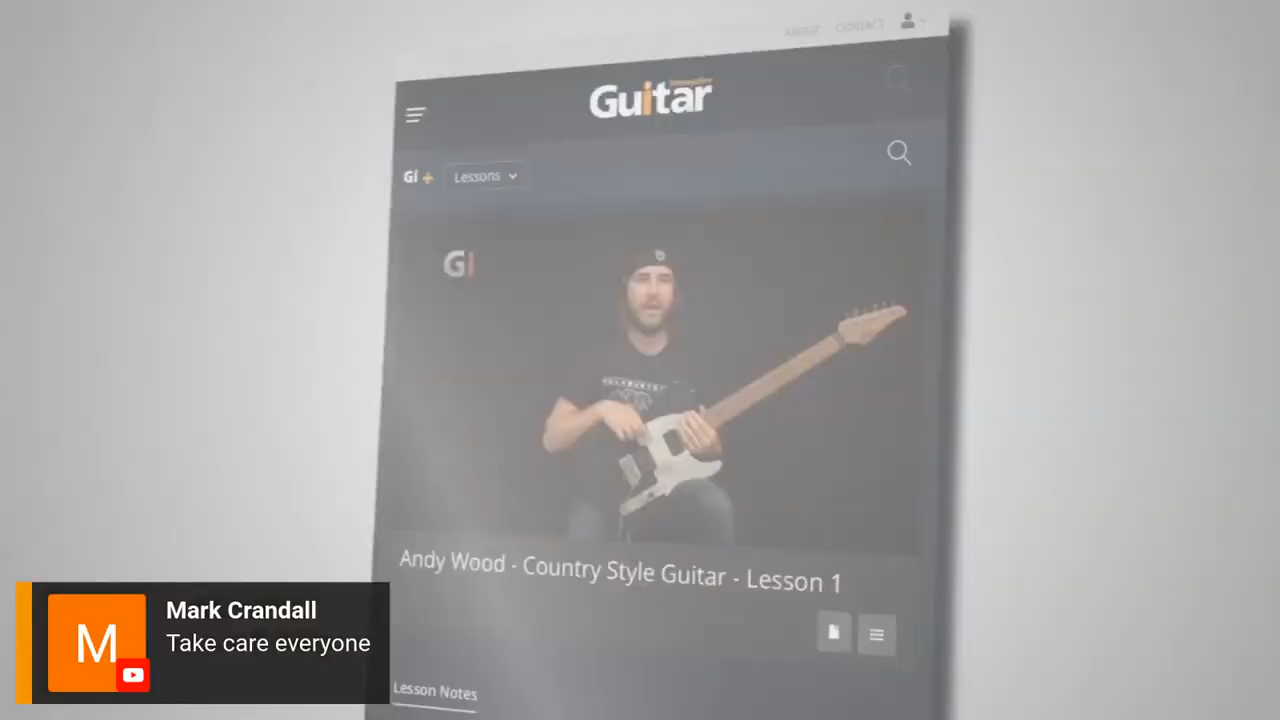 ABOUT CONTACT
Guitar
Gi + Lessons
Gi
Andy Wood - Country Style Guitar - Lesson 1
Mark Crandall
M Take care everyone
Lesson Notes